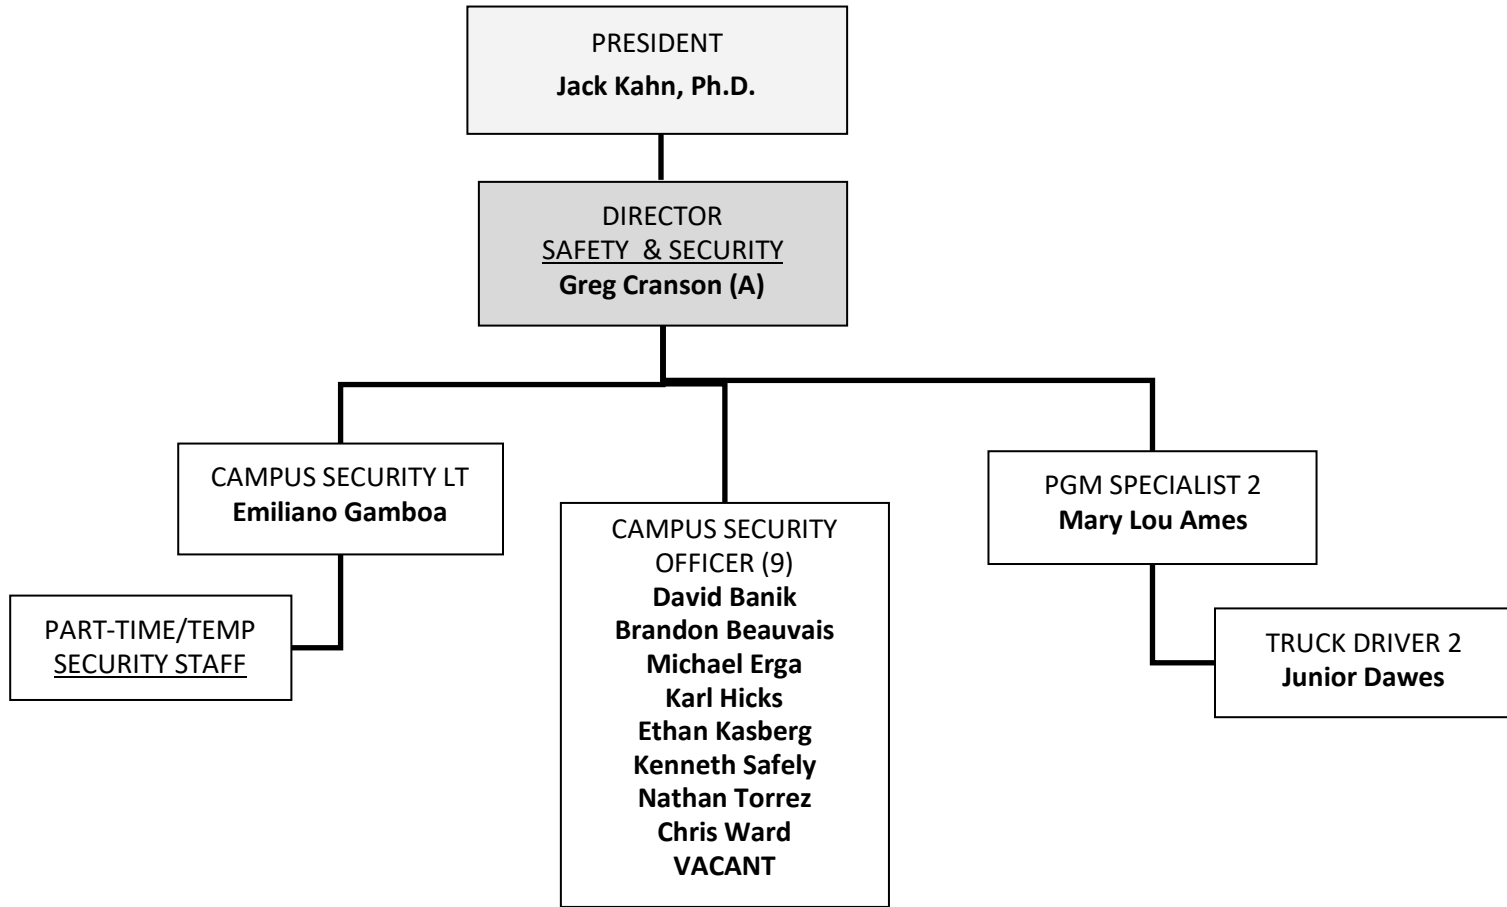 PRESIDENT
Jack Kahn, Ph.D.
DIRECTOR
SAFETY & SECURITY
Greg Cranson (A)
CAMPUS SECURITY LT
Emiliano Gamboa
PART-TIME/TEMP
SECURITY STAFF
CAMPUS SECURITY
OFFICER (9)
David Banik
Brandon Beauvais
Michael Erga
Karl Hicks
Ethan Kasberg
Kenneth Safely
Nathan Torrez
Chris Ward
VACANT
PGM SPECIALIST 2
Mary Lou Ames
TRUCK DRIVER 2
Junior Dawes